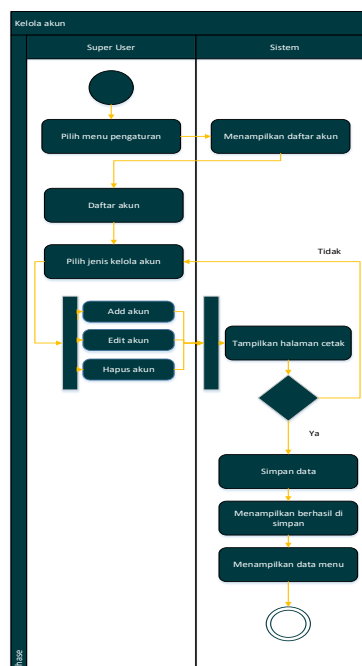 Kelola akun
Super User
Sistem
Pilih menu pengaturan
Menampilkan daftar akun
Daftar akun
Pilih jenis kelola akun
Tidak
Add akun
Edit akun
Hapus akun
Tampilkan halaman cetak
Ya
Simpan data
Menampilkan berhasil di
simpan
Menampilkan data menu
hase